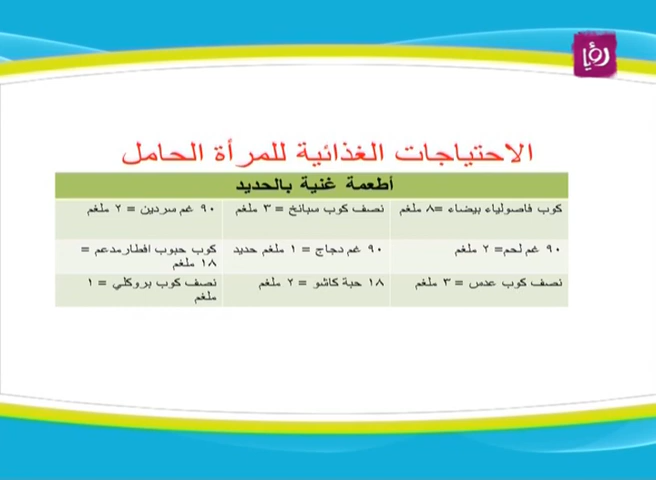 رؤيا
الاحتياجات الغذائية للمرأة الحامل
أطعمة غنية بالحديد
كوب فاصولياء بيضاء =٨ ملغم
نصف كوب سبانخ = ٣ ملغم
٩٠ غم سردين = ٢ ملغم
٩٠ غم لحم= ٢ ملغم
٩٠ غم دجاج = ١ ملغم حديد
كوب حبوب افطارمدعم =
١٨ ملغم
نصف كوب عدس = ٣ ملغم
١٨ حبة كاشو = ٢ ملغم
نصف كوب بروكلي = ١
ملغم